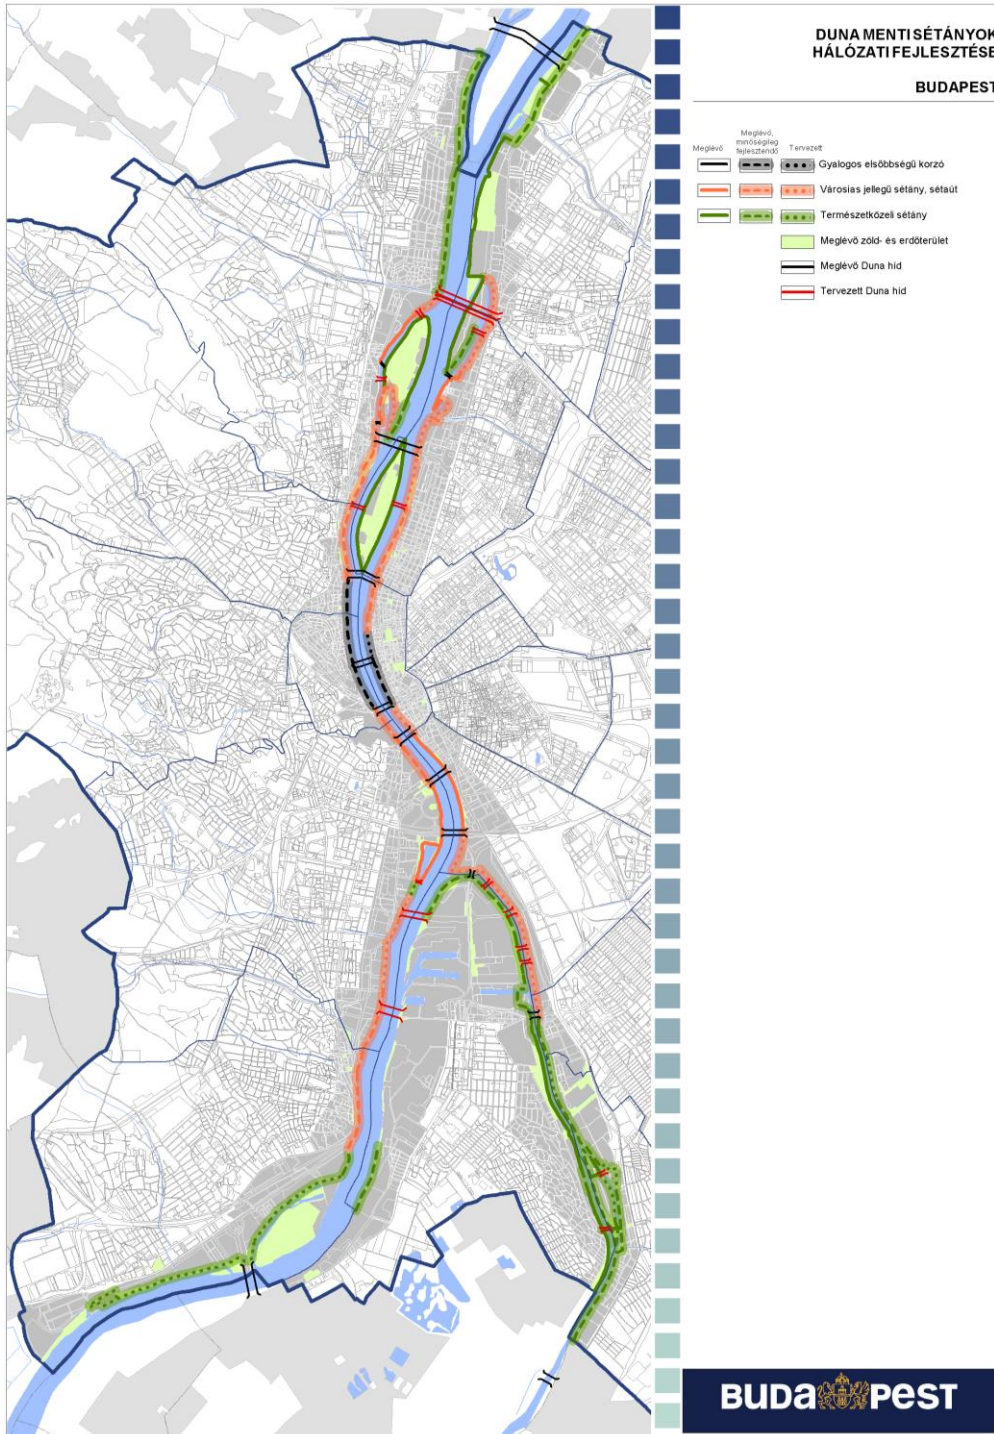 DUNA MENTI SÉTÁNYOK
HÁLÓZATI FEJLESZTÉSE
BUDAPEST
Meglévő
Meglévő,
minőségileg
fejlesztendő
Tervezett
Gyalogos elsőbbségű korzó
Városias jellegű sétány, sétaút
Természetközeli sétány
Meglévő zöld- és erdőterület
Meglévő Duna híd
Tervezett Duna híd
BUDAPEST